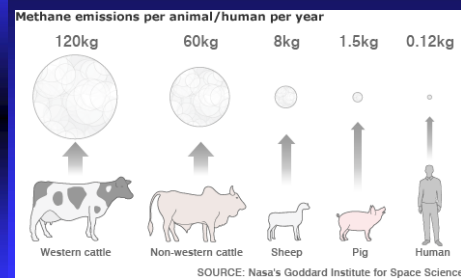 Methane emissions per animal/human per year
120kg 60kg 8kg 1.5kg 0.12kg
Western cattle Non-western cattle Sheep Pig Human
SOURCE: Nasa's Goddard Institute for Space Science